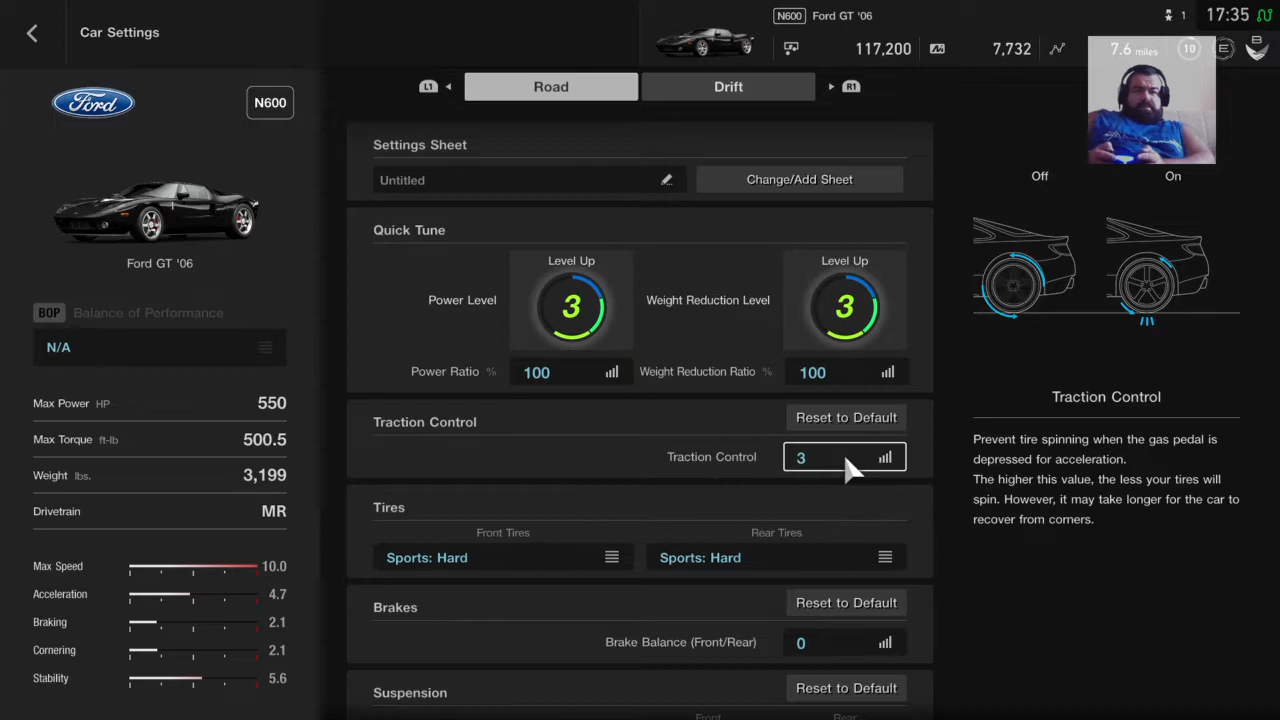 Car Settings
N600 Ford GT '06
117,200
7,732
7.6 miles
10
E
B
1
17:35
Ford
N600
Ford GT '06
BOP Balance of Performance
N/A
Max Power HP 550
Max Torque ft-lb 500.5
Weight lbs. 3,199
Drivetrain MR
Max Speed 10.0
Acceleration 4.7
Braking 2.1
Cornering 2.1
Stability 5.6
L1 Road Drift R1
Settings Sheet
Untitled Change/Add Sheet
Quick Tune
Level Up Level Up
Power Level 3 Weight Reduction Level 3
Power Ratio % 100 Weight Reduction Ratio % 100
Traction Control Reset to Default
Traction Control 3
Tires
Front Tires Rear Tires
Sports: Hard Sports: Hard
Brakes Reset to Default
Brake Balance (Front/Rear) 0
Suspension Reset to Default
Front Rear
Off On
Traction Control
Prevent tire spinning when the gas pedal is
depressed for acceleration.
The higher this value, the less your tires will
spin. However, it may take longer for the car to
recover from corners.